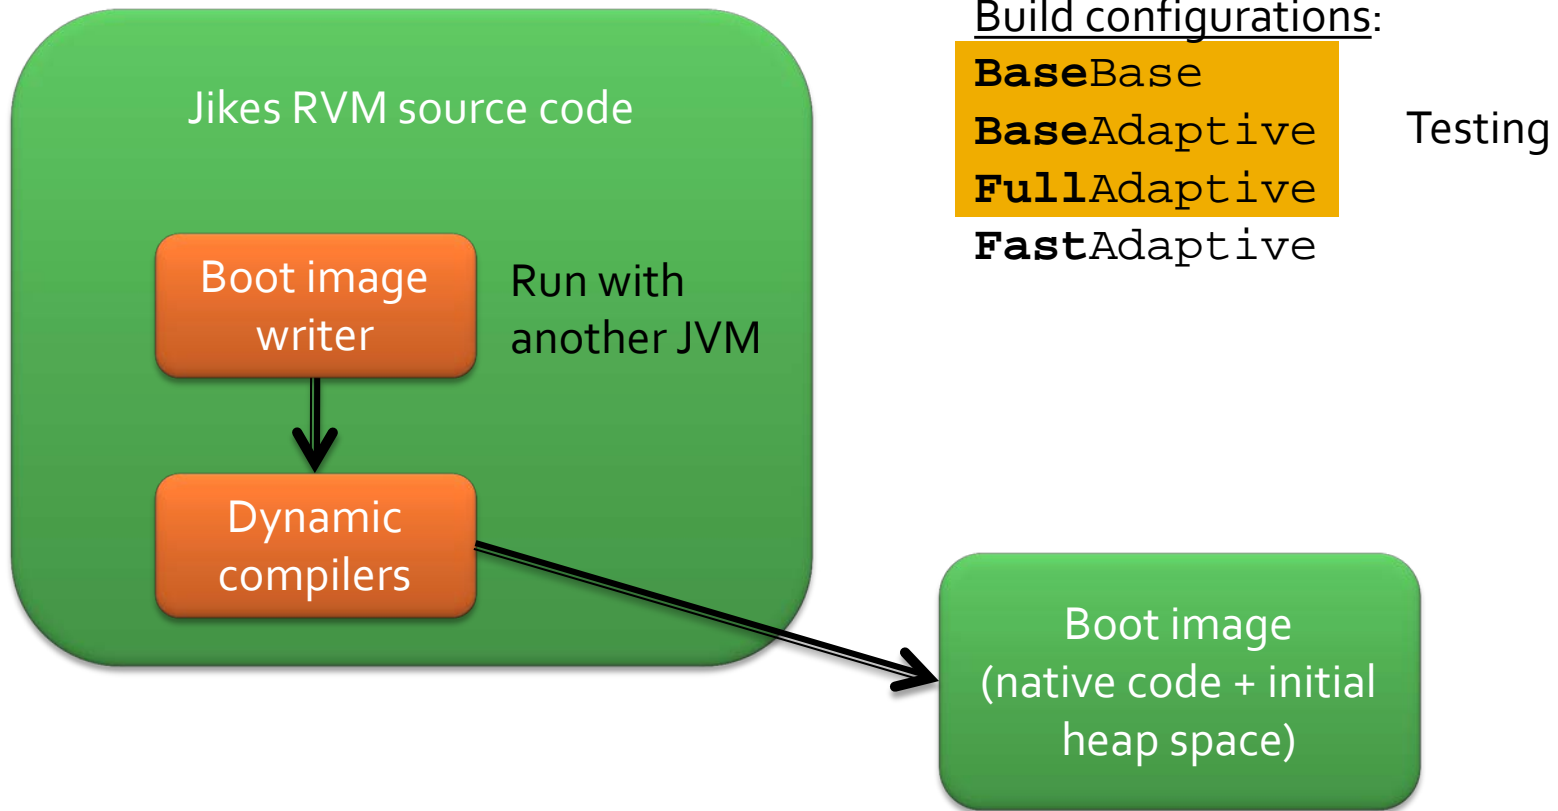 Jikes RVM source code
Boot image
writer
Run with
another JVM
Dynamic
compilers
Build configurations:
BaseBase
BaseAdaptive
FullAdaptive
FastAdaptive
Testing
Boot image
(native code + initial
heap space)